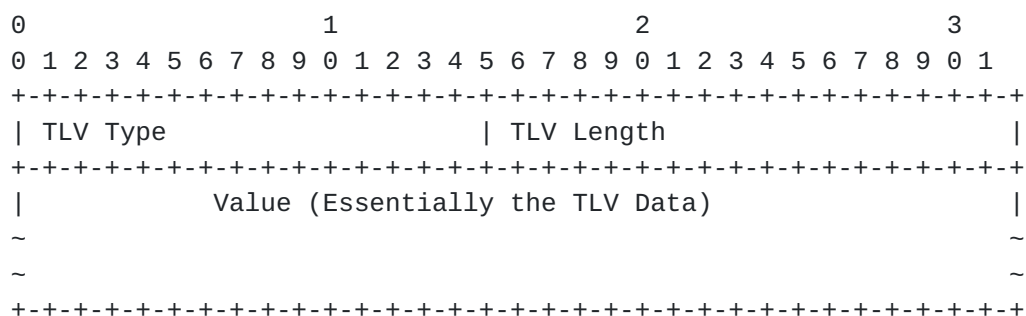 0                   1                   2                   3
0 1 2 3 4 5 6 7 8 9 0 1 2 3 4 5 6 7 8 9 0 1 2 3 4 5 6 7 8 9 0 1
+-+-+-+-+-+-+-+-+-+-+-+-+-+-+-+-+-+-+-+-+-+-+-+-+-+-+-+-+-+-+-+-+
| TLV Type                    | TLV Length                      |
+-+-+-+-+-+-+-+-+-+-+-+-+-+-+-+-+-+-+-+-+-+-+-+-+-+-+-+-+-+-+-+-+
|            Value (Essentially the TLV Data)                   |
~                                                               ~
~                                                               ~
+-+-+-+-+-+-+-+-+-+-+-+-+-+-+-+-+-+-+-+-+-+-+-+-+-+-+-+-+-+-+-+-+